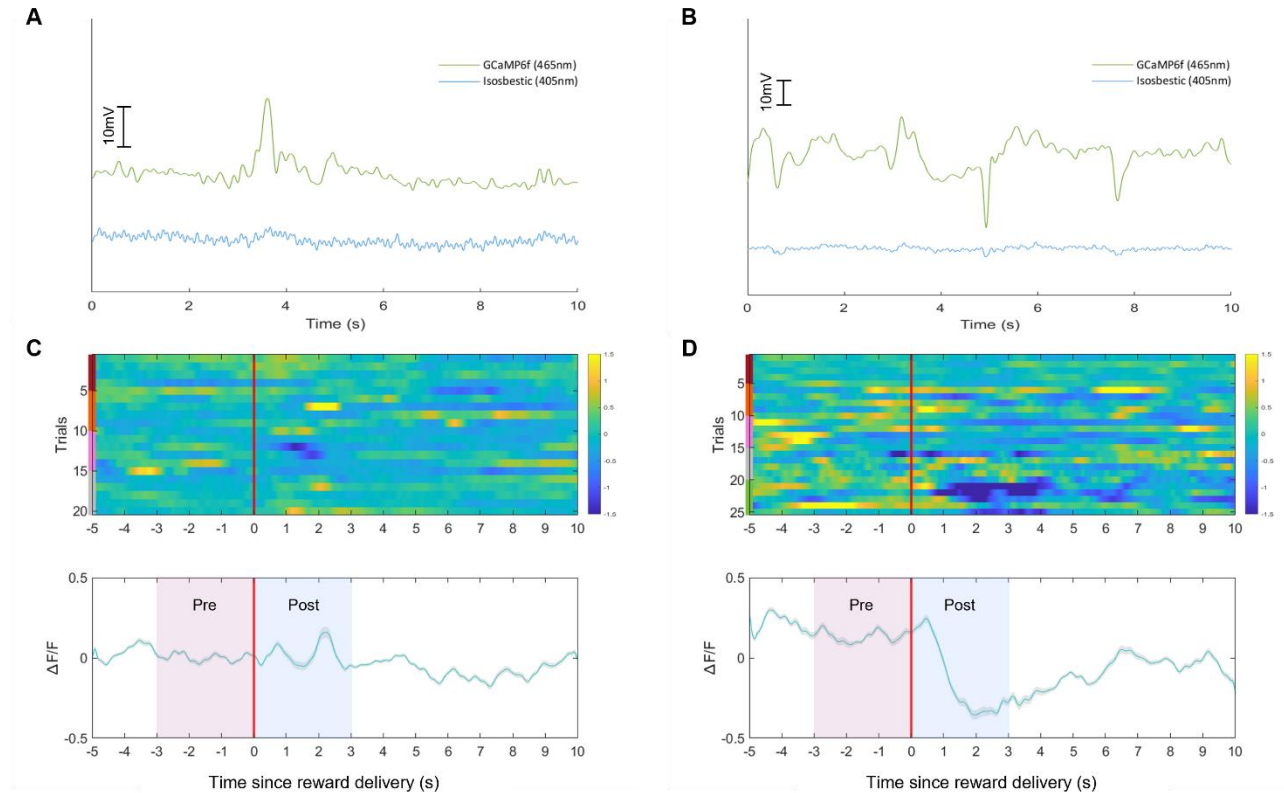 A
GCaMP6f (465nm)
Isosbestic (405nm)
10mV
0 2 4 6 8 10
Time (s)
B
GCaMP6f (465nm)
Isosbestic (405nm)
10mV
0 2 4 6 8 10
Time (s)
C
Trials
5
10
15
20
-5 -4 -3 -2 -1 0 1 2 3 4 5 6 7 8 9 10
1.5
1
0.5
0
-0.5
-1
-1.5
D
Trials
5
10
15
20
25
-5 -4 -3 -2 -1 0 1 2 3 4 5 6 7 8 9 10
1.5
1
0.5
0
-0.5
-1
-1.5
0.5
0
-0.5
ΔF/F
Pre Post
-5 -4 -3 -2 -1 0 1 2 3 4 5 6 7 8 9 10
Time since reward delivery (s)
0.5
0
-0.5
ΔF/F
Pre Post
-5 -4 -3 -2 -1 0 1 2 3 4 5 6 7 8 9 10
Time since reward delivery (s)